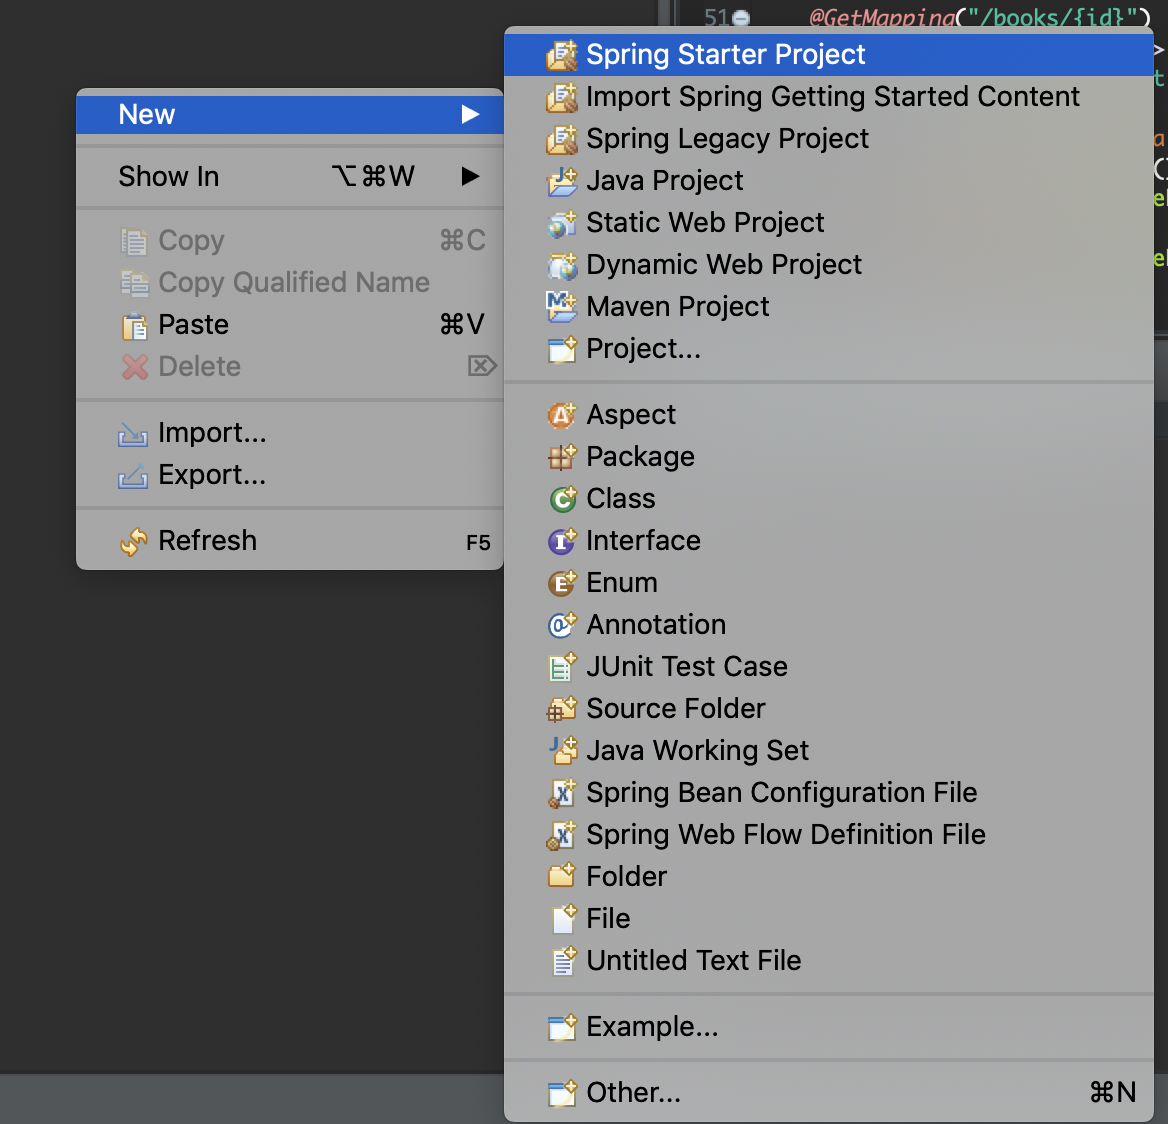 51 @GetMapping("/books/{id}")
New
Show In ⌥⌘W
Copy ⌘C
Copy Qualified Name
Paste ⌘V
Delete ⌦
Import...
Export...
Refresh F5
Spring Starter Project
Import Spring Getting Started Content
Spring Legacy Project
Java Project
Static Web Project
Dynamic Web Project
Maven Project
Project...
Aspect
Package
Class
Interface
Enum
Annotation
JUnit Test Case
Source Folder
Java Working Set
Spring Bean Configuration File
Spring Web Flow Definition File
Folder
File
Untitled Text File
Example...
Other... ⌘N